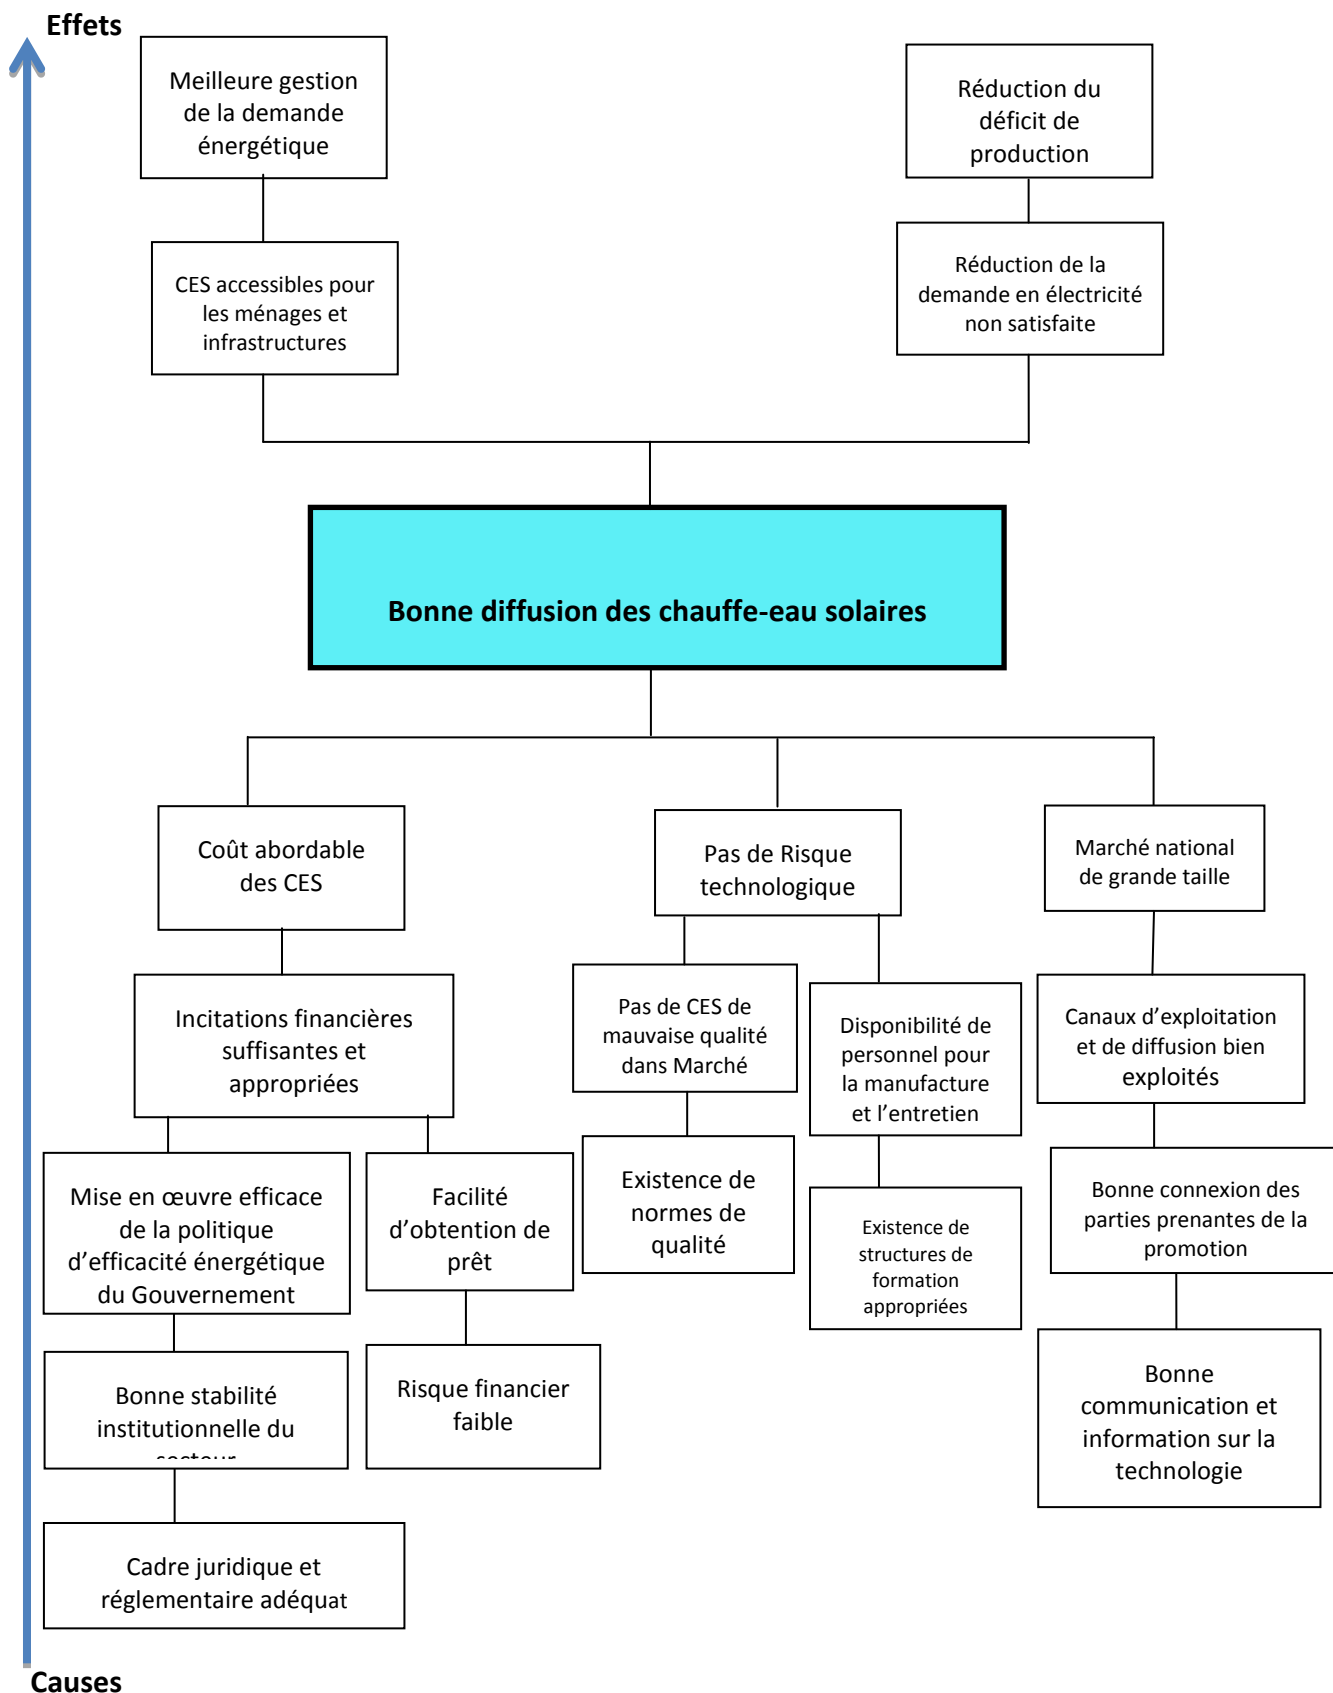 Effets
Meilleure gestion
de la demande
énergétique
Réduction du
déficit de
production
CES accessibles pour
les ménages et
infrastructures
Réduction de la
demande en électricité
non satisfaite
Bonne diffusion des chauffe-eau solaires
Coût abordable
des CES
Pas de Risque
technologique
Marché national
de grande taille
Incitations financières
suffisantes et
appropriées
Pas de CES de
mauvaise qualité
dans Marché
Disponibilité de
personnel pour
la manufacture
et l’entretien
Canaux d’exploitation
et de diffusion bien
exploités
Mise en œuvre efficace
de la politique
d’efficacité énergétique
du Gouvernement
Facilité
d’obtention de
prêt
Existence de
normes de
qualité
Existence de
structures de
formation
appropriées
Bonne connexion des
parties prenantes de la
promotion
Bonne stabilité
institutionnelle du
secteur
Risque financier
faible
Bonne
communication et
information sur la
technologie
Cadre juridique et
réglementaire adéquat
Causes